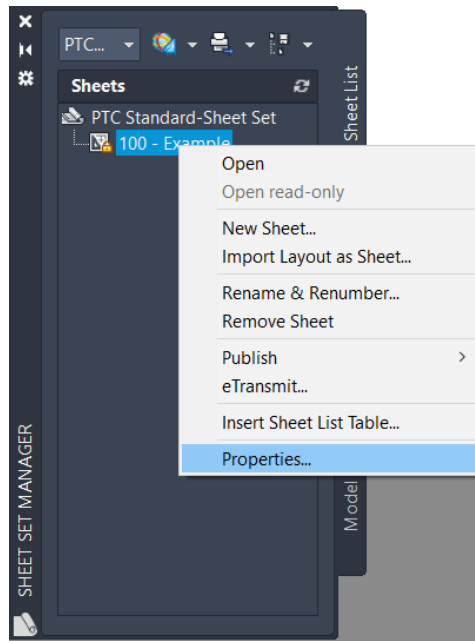 PTC...
Sheets
PTC Standard-Sheet Set
100 - Example
Open
Open read-only
New Sheet...
Import Layout as Sheet...
Rename & Renumber...
Remove Sheet
Publish
eTransmit...
Insert Sheet List Table...
Properties...
Sheet List
Model
SHEET SET MANAGER